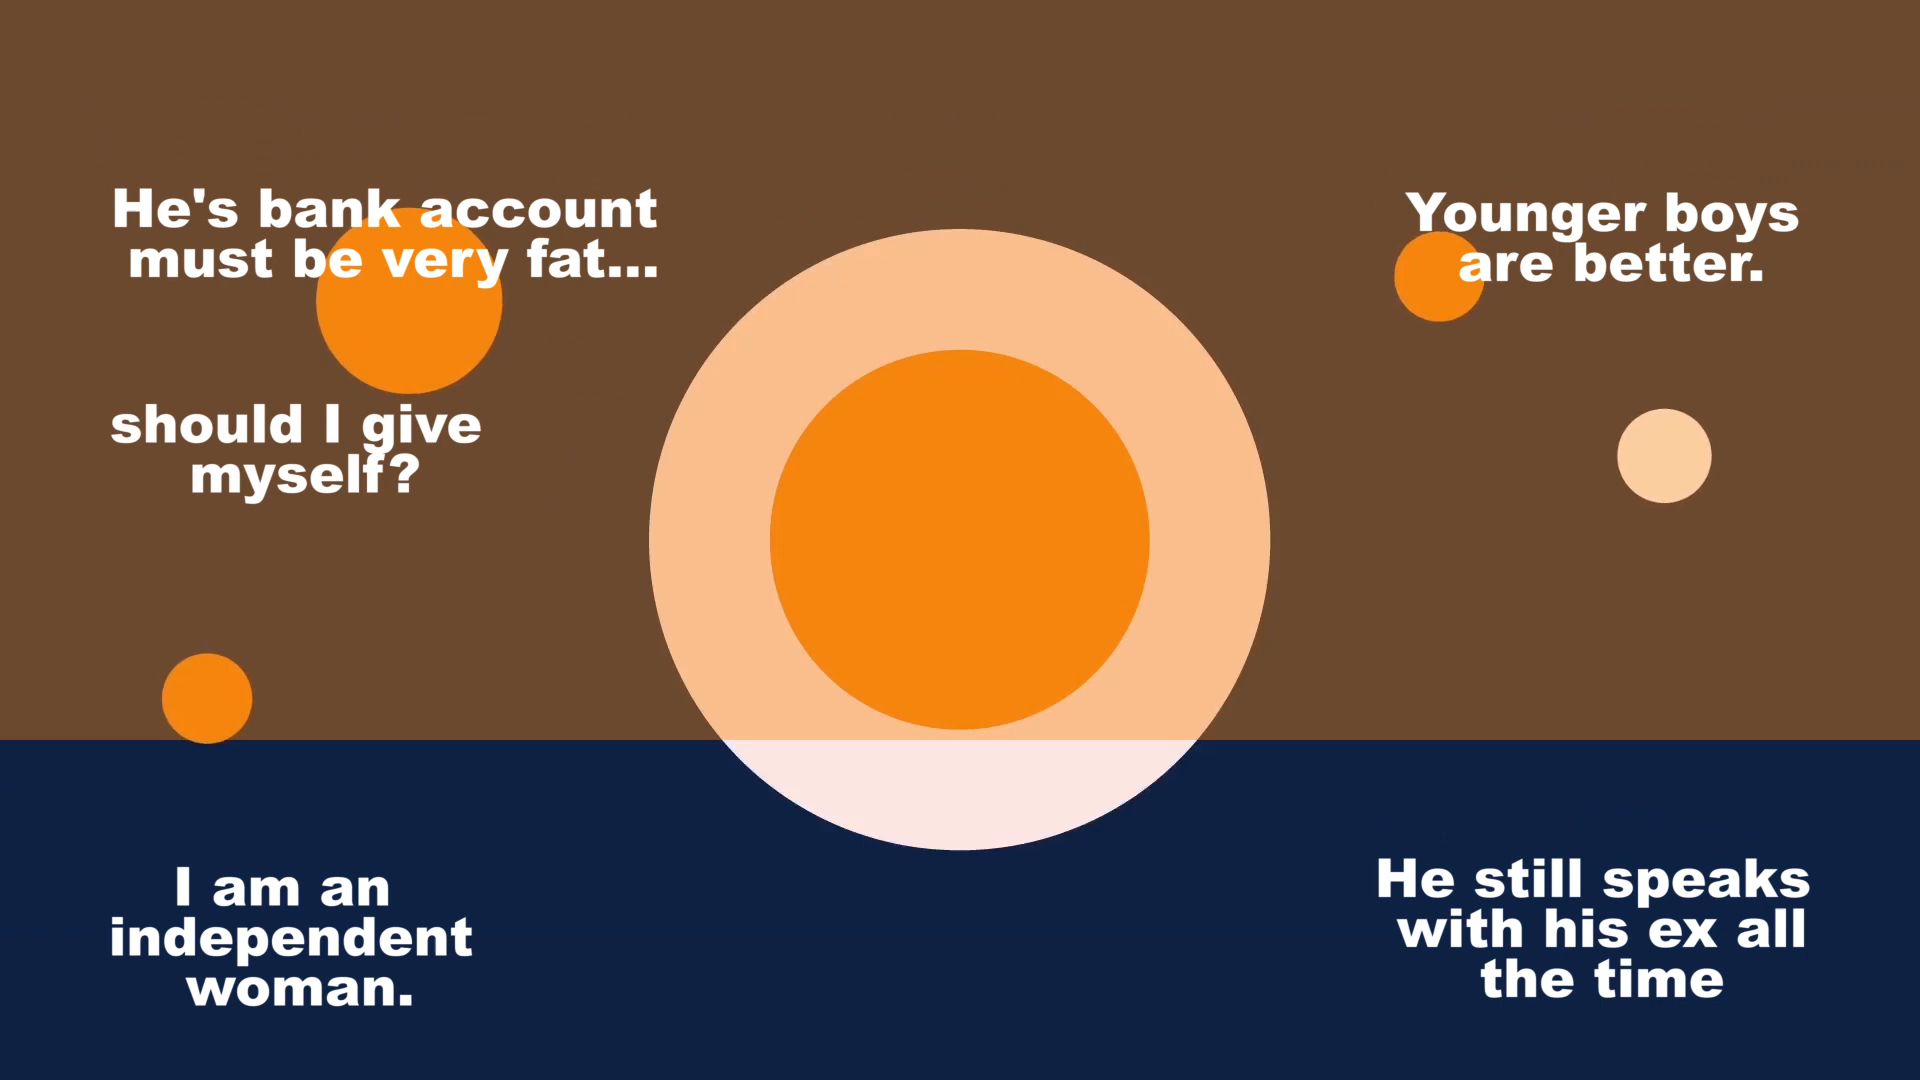 He's bank account
must be very fat...
Younger boys
are better.
should I give
myself?
I am an
independent
woman.
He still speaks
with his ex all
the time